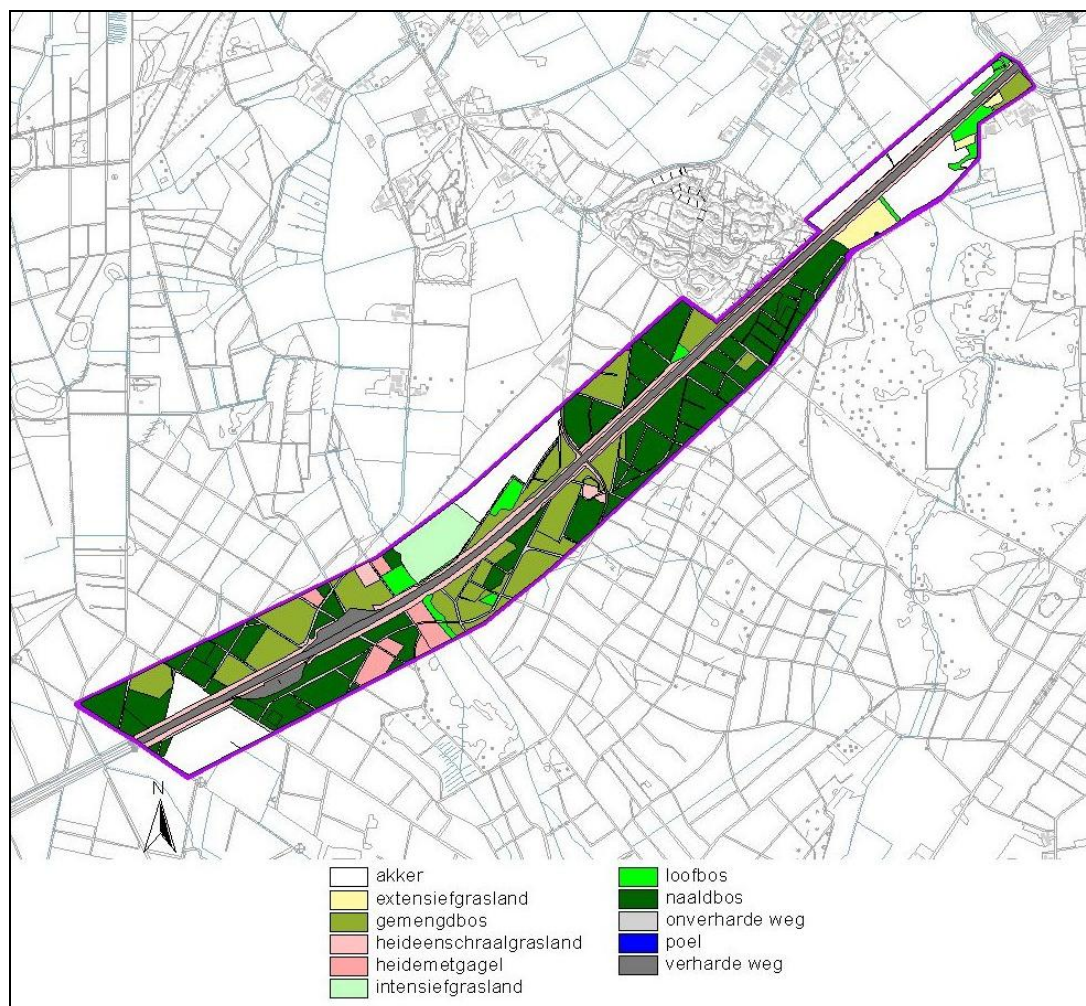 N
akker
extensiefgrasland
gemengdbos
heideenschraalgrasland
heidemetgagel
intensiefgrasland
loofbos
naaldbos
onverharde weg
poel
verharde weg